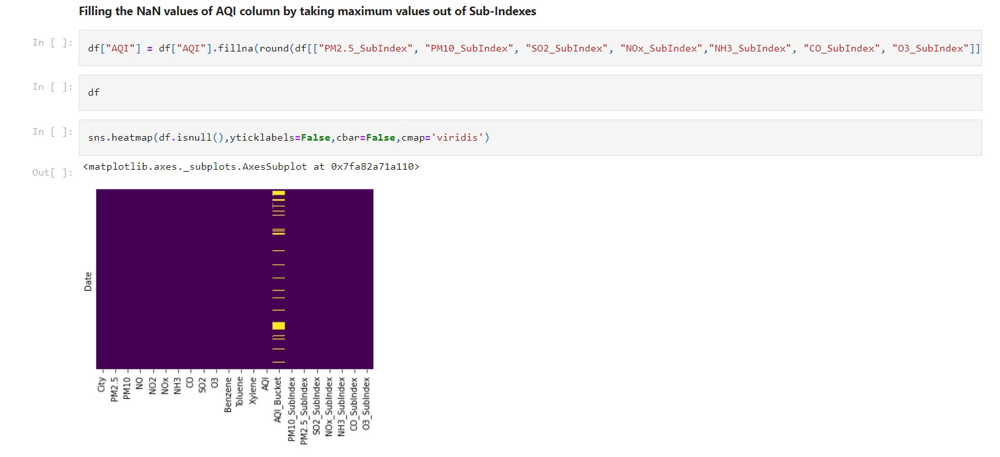 Filling the NaN values of AQI column by taking maximum values out of Sub-Indexes
In [ ]:
df["AQI"] = df["AQI"].fillna(round(df[["PM2.5_SubIndex", "PM10_SubIndex", "SO2_SubIndex", "NOx_SubIndex","NH3_SubIndex", "CO_SubIndex", "O3_SubIndex"]]
In [ ]:
df
In [ ]:
sns.heatmap(df.isnull(),yticklabels=False,cbar=False,cmap='viridis')
Out[ ]:
<matplotlib.axes._subplots.AxesSubplot at 0x7fa82a71a110>
Date
City
PM2.5
PM10
NO
NO2
NOx
NH3
CO
SO2
O3
Benzene
Toluene
Xylene
AQI
AQI_Bucket
PM10_SubIndex
PM2.5_SubIndex
SO2_SubIndex
NOx_SubIndex
NH3_SubIndex
CO_SubIndex
O3_SubIndex